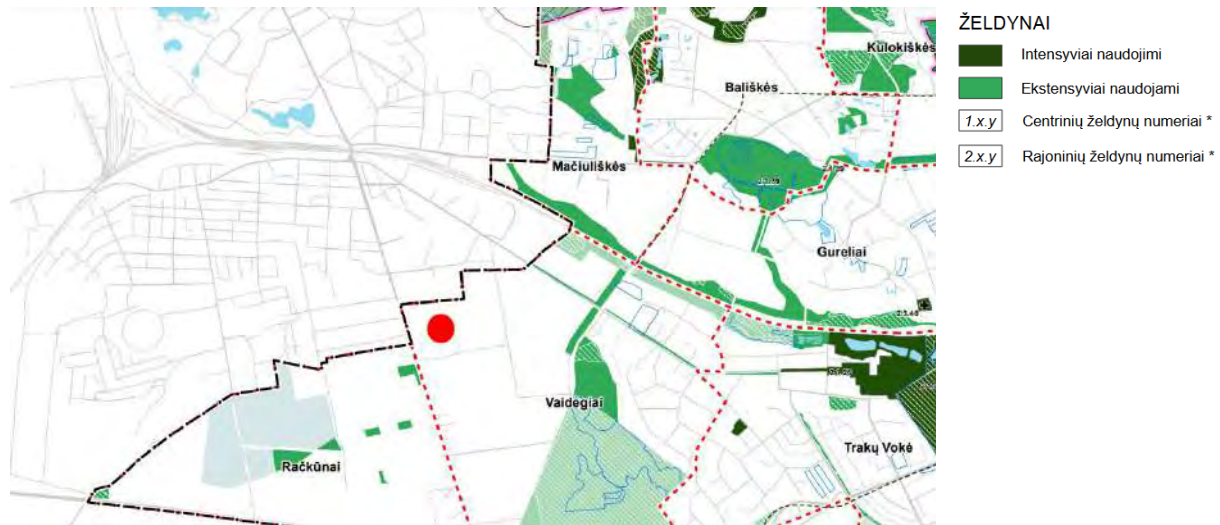 Kulokiškės
Bališkės
Mačiuliškės
Gureliai
Vaidegiai
Trakų Vokė
Račkūnai
ŽELDYNAI
Intensyviai naudojimi
Ekstensyviai naudojami
1.x.y Centrinių želdynų numeriai *
2.x.y Rajoninių želdynų numeriai *